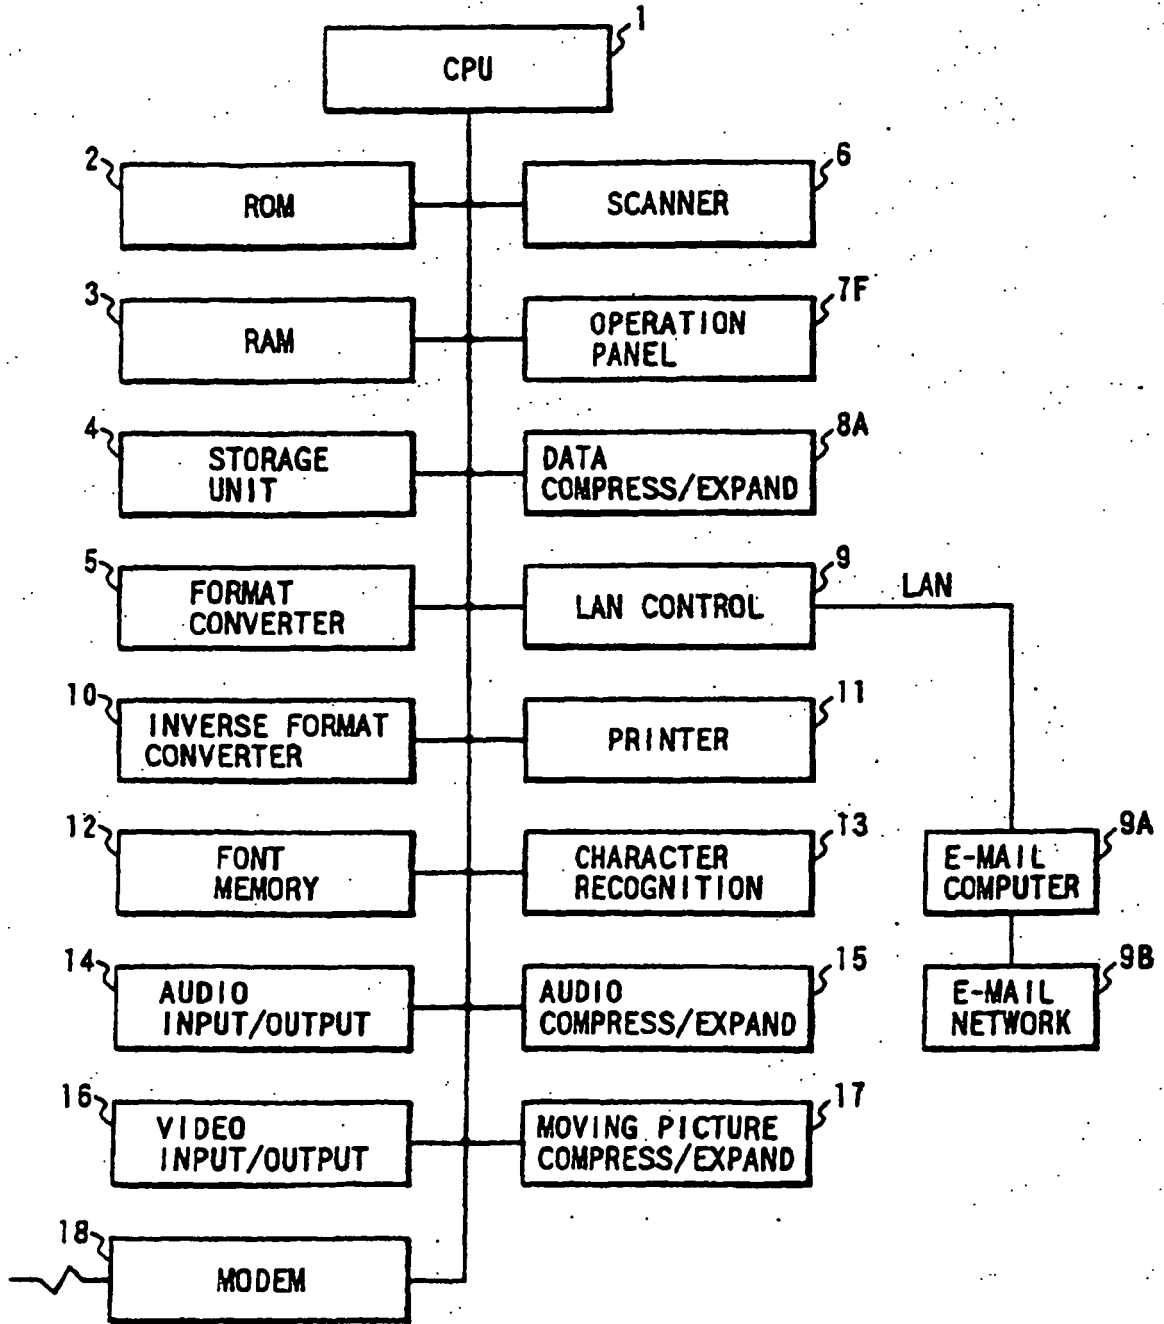 1
CPU
2
ROM
6
SCANNER
3
RAM
7F
OPERATION
PANEL
4
STORAGE
UNIT
8A
DATA
COMPRESS/EXPAND
5
FORMAT
CONVERTER
9
LAN CONTROL
LAN
10
INVERSE FORMAT
CONVERTER
11
PRINTER
12
FONT
MEMORY
13
CHARACTER
RECOGNITION
9A
E-MAIL
COMPUTER
14
AUDIO
INPUT/OUTPUT
15
AUDIO
COMPRESS/EXPAND
9B
E-MAIL
NETWORK
16
VIDEO
INPUT/OUTPUT
17
MOVING PICTURE
COMPRESS/EXPAND
18
MODEM